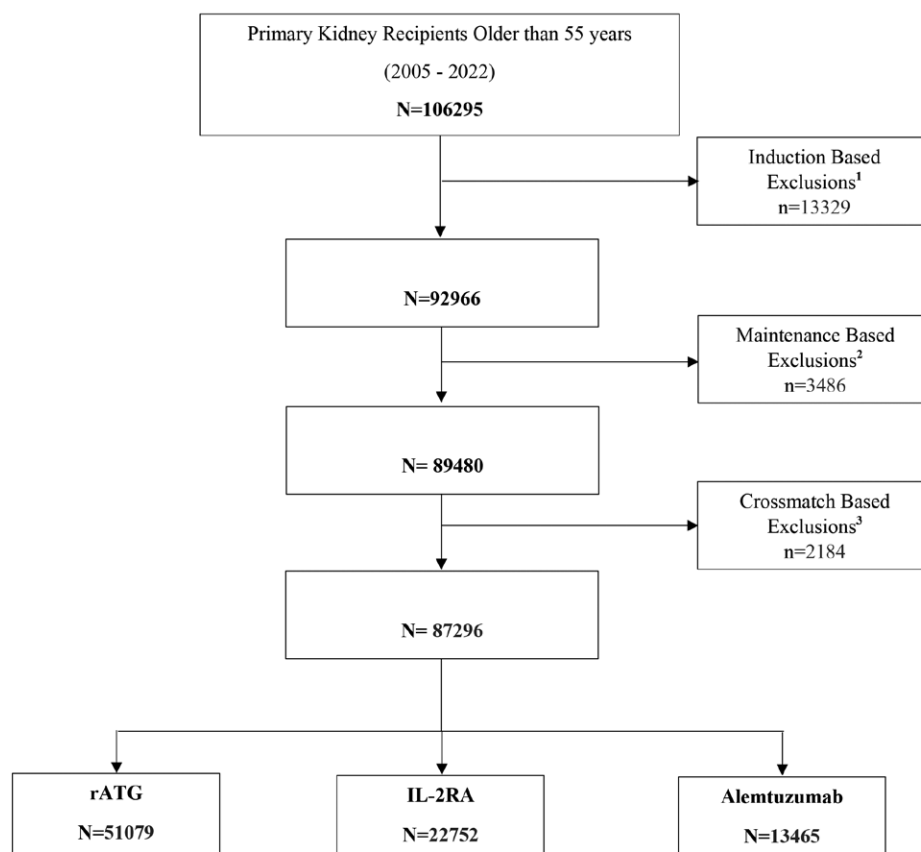 Primary Kidney Recipients Older than 55 years
(2005 - 2022)
N=106295
Induction Based
Exclusions¹
n=13329
N=92966
Maintenance Based
Exclusions²
n=3486
N= 89480
Crossmatch Based
Exclusions³
n=2184
N= 87296
rATG
N=51079
IL-2RA
N=22752
Alemtuzumab
N=13465